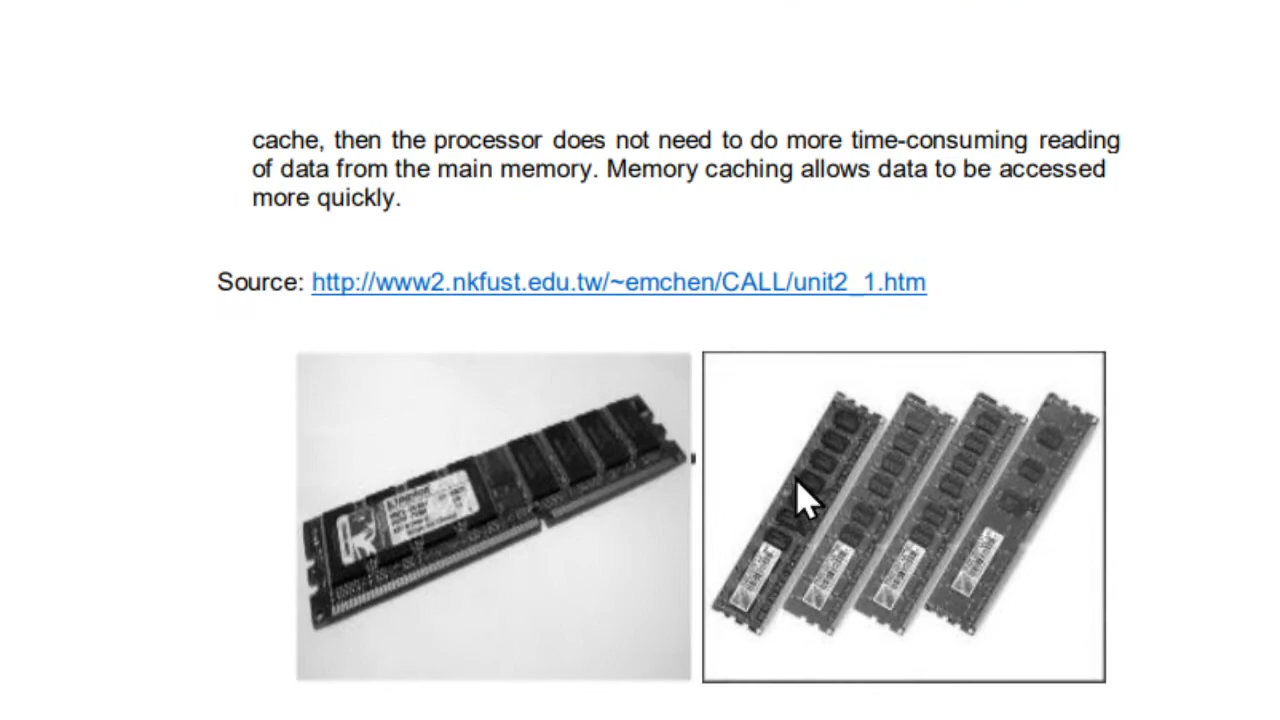 cache, then the processor does not need to do more time-consuming reading
of data from the main memory. Memory caching allows data to be accessed
more quickly.
Source: http://www2.nkfust.edu.tw/~emchen/CALL/unit2_1.htm